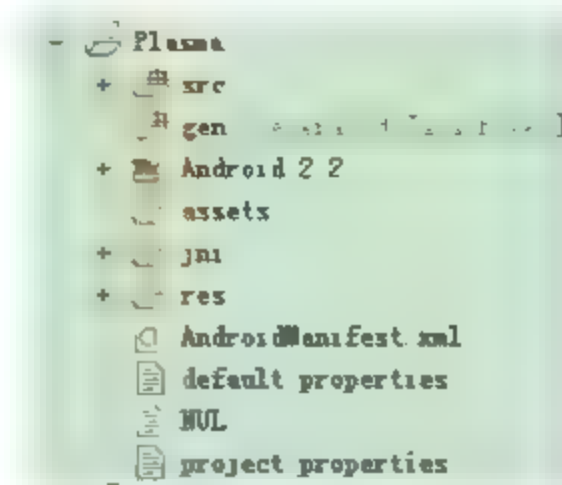 Plasma
src
gen
Android 2 2
assets
jni
res
AndroidManifest.xml
default properties
NUL
project properties